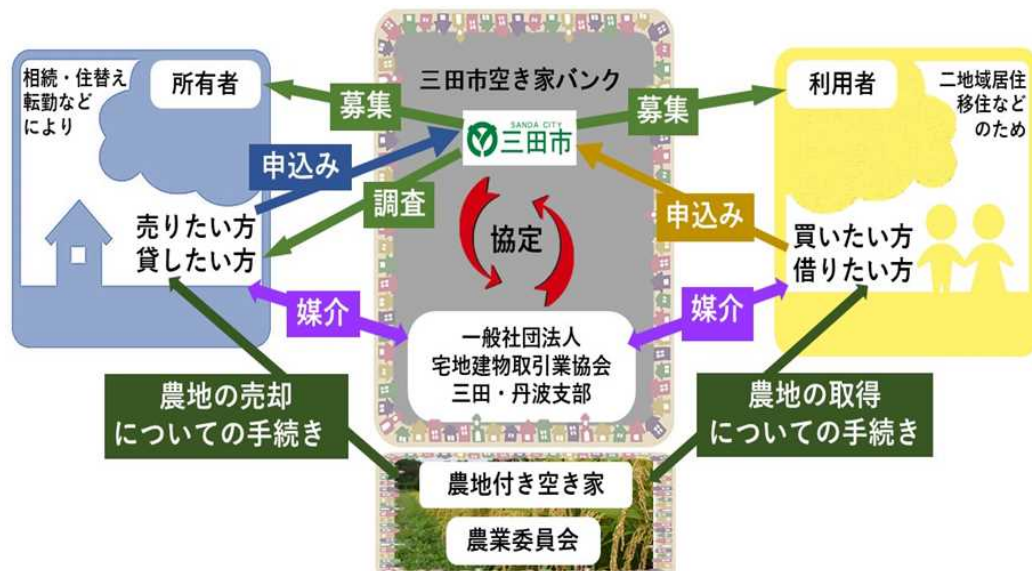 三田市空き家バンク
SANDA CITY
三田市
協定
一般社団法人
宅地建物取引業協会
三田・丹波支部
相続・住替え
転勤など
により
所有者
売りたい方
貸したい方
募集
申込み
調査
媒介
農地の売却
についての手続き
利用者
二地域居住
移住など
のため
買いたい方
借りたい方
募集
申込み
媒介
農地の取得
についての手続き
農地付き空き家
農業委員会